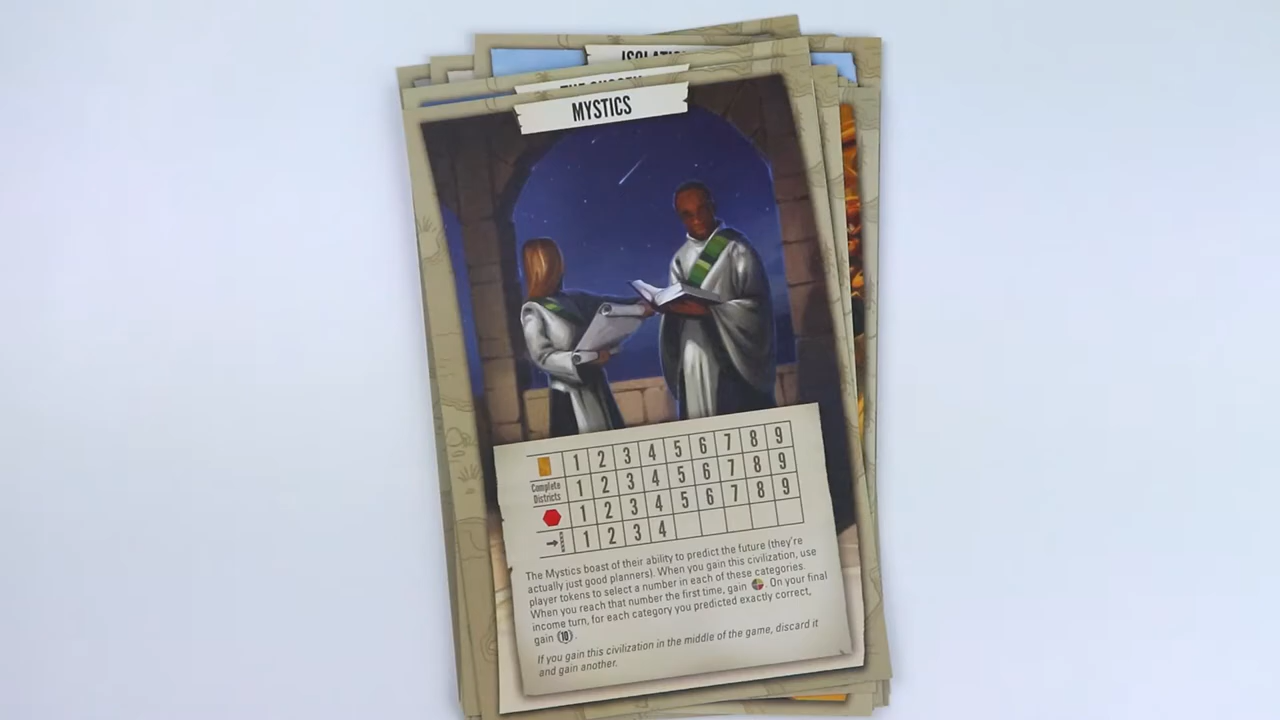 MYSTICS
1 2 3 4 5 6 7 8 9
Complete Districts 1 2 3 4 5 6 7 8 9
1 2 3 4 5 6 7 8 9
1 2 3 4
The Mystics boast of their ability to predict the future (they're
actually just good planners). When you gain this civilization, use
player tokens to select a number in each of these categories.
When you reach that number the first time, gain . On your final
income turn, for each category you predicted exactly correct,
gain 10 .
If you gain this civilization in the middle of the game, discard it
and gain another.